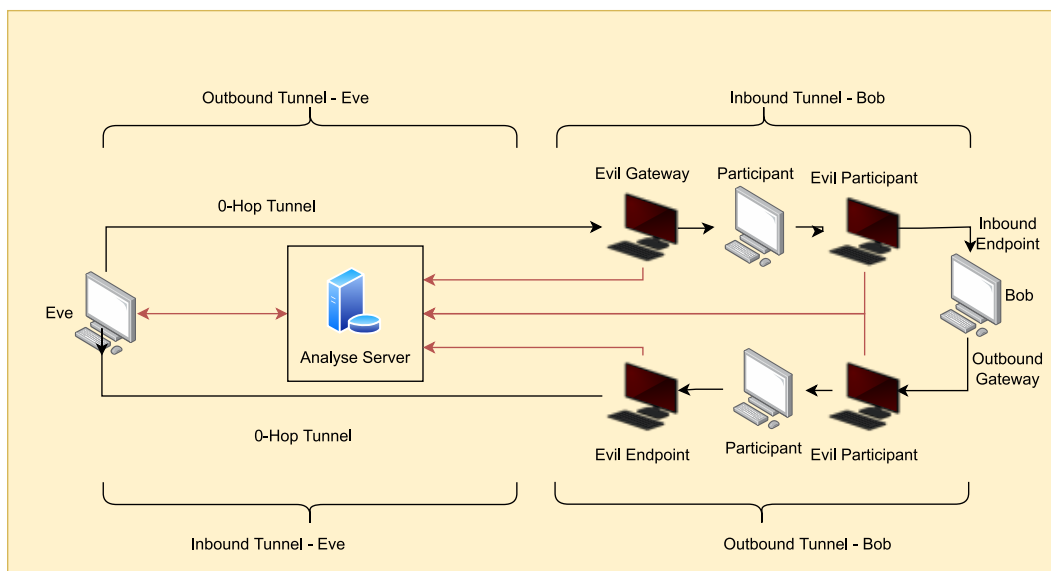 Outbound Tunnel - Eve
Inbound Tunnel - Bob
Evil Gateway
Participant
Evil Participant
0-Hop Tunnel
Inbound
Endpoint
Eve
Bob
Analyse Server
Outbound
Gateway
0-Hop Tunnel
Evil Endpoint
Participant
Evil Participant
Inbound Tunnel - Eve
Outbound Tunnel - Bob